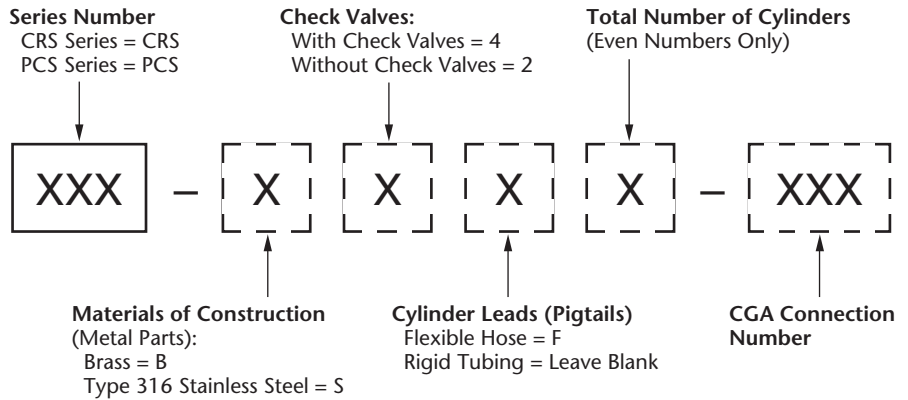 Series Number
CRS Series = CRS
PCS Series = PCS
Check Valves:
With Check Valves = 4
Without Check Valves = 2
Total Number of Cylinders
(Even Numbers Only)
XXX – X X X X – XXX
Materials of Construction
(Metal Parts):
Brass = B
Type 316 Stainless Steel = S
Cylinder Leads (Pigtails)
Flexible Hose = F
Rigid Tubing = Leave Blank
CGA Connection
Number